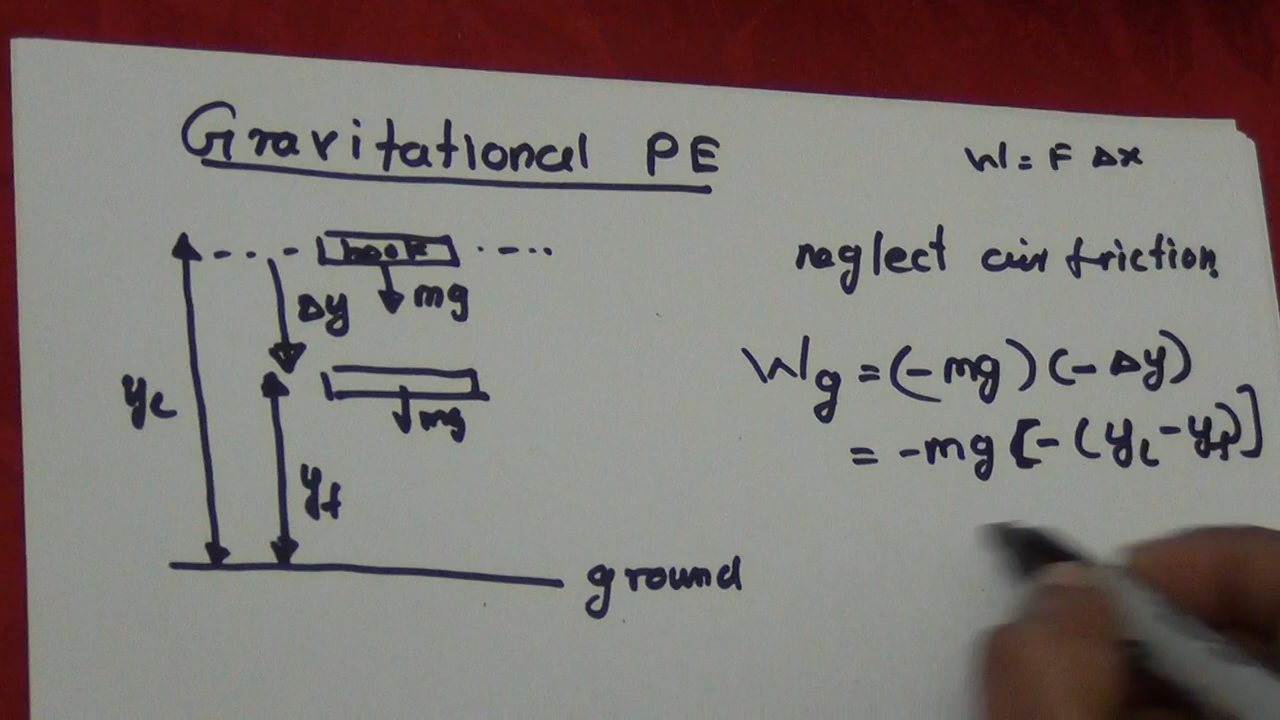 Gravitational PE
W = F Δx
book
neglect air friction
Δy
mg
Wg = (-mg)(-Δy)
yi
mg
= -mg [-(yi - yf)]
yf
ground